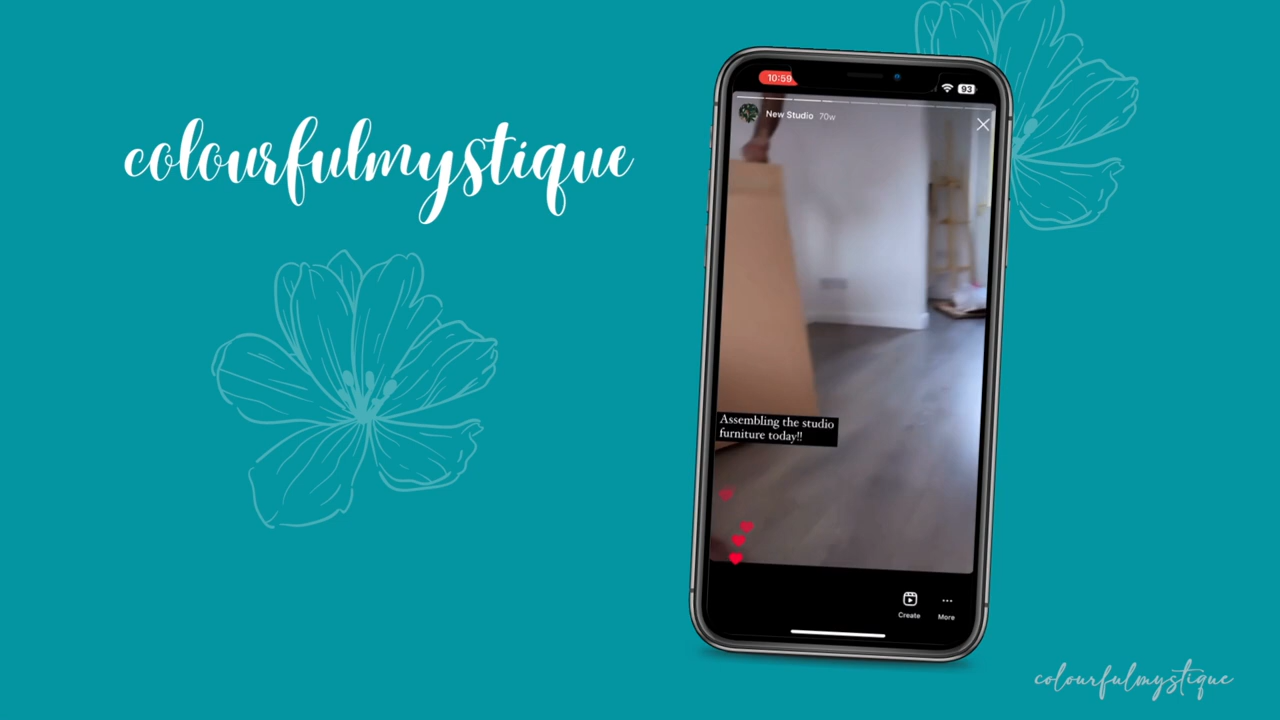 colourfulmystique
10:59
93
New Studio 70w
Assembling the studio
furniture today!!
Create
More
colourfulmystique